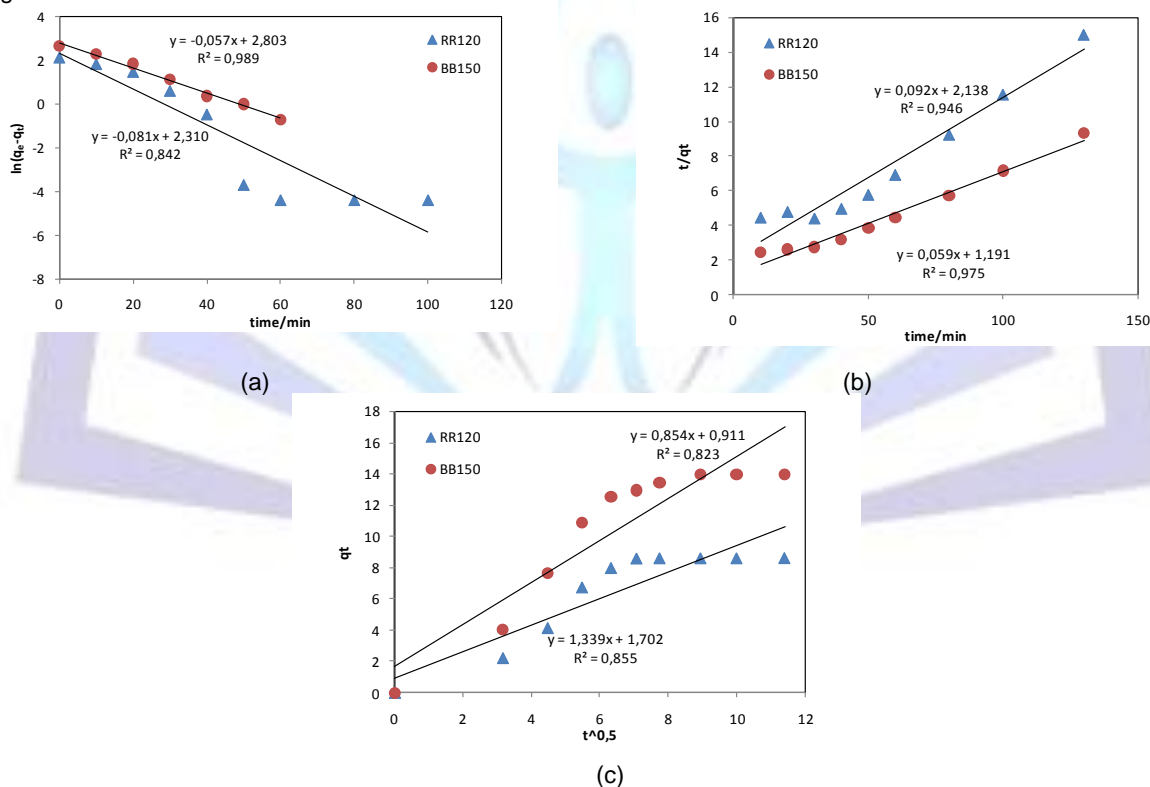 4
2
0
-2
-4
-6
-8
ln(qe-qt)
y = -0,057x + 2,803
R² = 0,989
y = -0,081x + 2,310
R² = 0,842
RR120
BB150
0 20 40 60 80 100 120
time/min
(a)
16
14
12
10
8
6
4
2
0
t/qt
RR120
BB150
y = 0,092x + 2,138
R² = 0,946
y = 0,059x + 1,191
R² = 0,975
0 50 100 150
time/min
(b)
18
16
14
12
10
8
6
4
2
0
qt
RR120
BB150
y = 0,854x + 0,911
R² = 0,823
y = 1,339x + 1,702
R² = 0,855
0 2 4 6 8 10 12
t^0,5
(c)